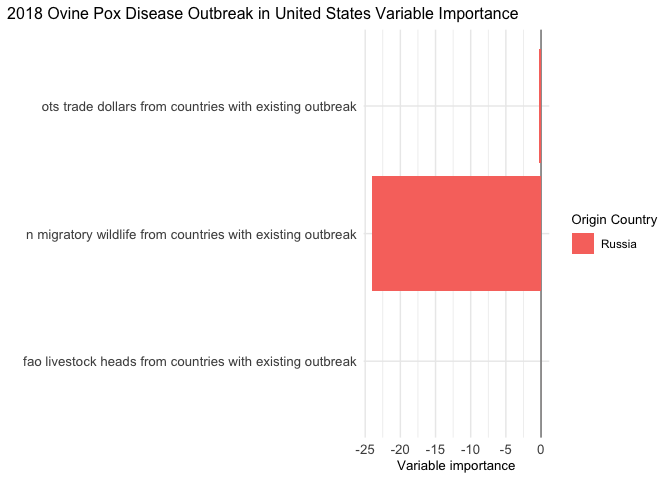 2018 Ovine Pox Disease Outbreak in United States Variable Importance
ots trade dollars from countries with existing outbreak
n migratory wildlife from countries with existing outbreak
fao livestock heads from countries with existing outbreak
Origin Country
Russia
-25 -20 -15 -10 -5 0
Variable importance